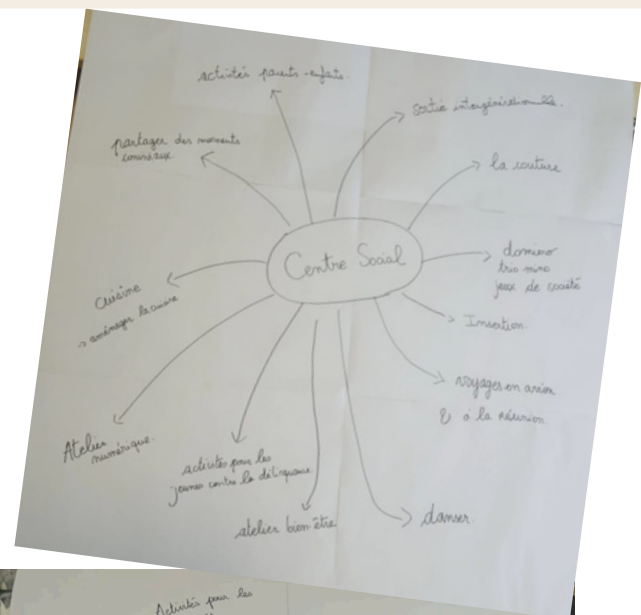 activités parents-enfants.
sortie intergénérationnelle.
partager des moments
conviviaux.
la couture
Centre Social
domino
trio mino
jeux de société
Cuisine
→ aménager la cuisine
Insertion
voyages en avion
& à la réunion
Atelier
numérique.
activités pour les
jeunes contre la délinquance
atelier bien être
danser.
Activités pour les